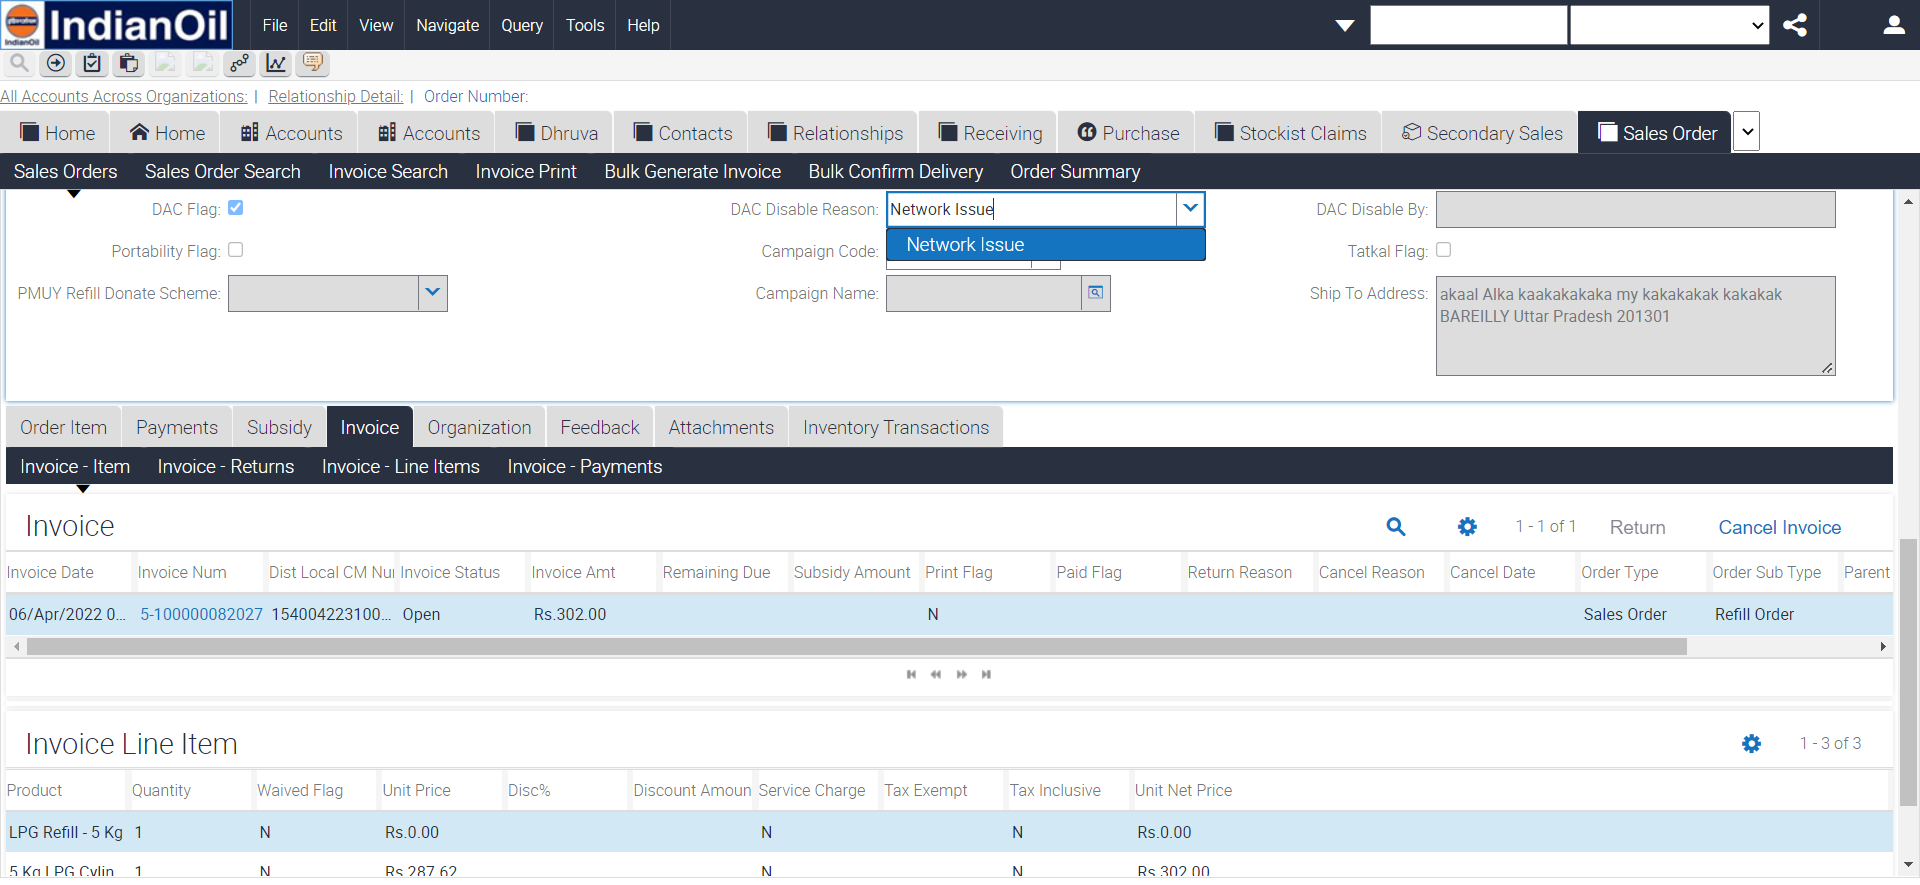 IndianOil
IndianOil
File Edit View Navigate Query Tools Help
All Accounts Across Organizations: | Relationship Detail: | Order Number:
Home Home Accounts Accounts Dhruva Contacts Relationships Receiving Purchase Stockist Claims Secondary Sales Sales Order
Sales Orders Sales Order Search Invoice Search Invoice Print Bulk Generate Invoice Bulk Confirm Delivery Order Summary
DAC Flag: DAC Disable Reason: Network Issue DAC Disable By:
Network Issue
Portability Flag: Campaign Code: Tatkal Flag:
PMUY Refill Donate Scheme: Campaign Name: Ship To Address: akaal Alka kaakakakaka my kakakakak kakakak
BAREILLY Uttar Pradesh 201301
Order Item Payments Subsidy Invoice Organization Feedback Attachments Inventory Transactions
Invoice - Item Invoice - Returns Invoice - Line Items Invoice - Payments
Invoice 1 - 1 of 1 Return Cancel Invoice
Invoice Date Invoice Num Dist Local CM Nu Invoice Status Invoice Amt Remaining Due Subsidy Amount Print Flag Paid Flag Return Reason Cancel Reason Cancel Date Order Type Order Sub Type Parent
06/Apr/2022 0... 5-100000082027 154004223100... Open Rs.302.00 N Sales Order Refill Order
Invoice Line Item 1 - 3 of 3
Product Quantity Waived Flag Unit Price Disc% Discount Amoun Service Charge Tax Exempt Tax Inclusive Unit Net Price
LPG Refill - 5 Kg 1 N Rs.0.00 N N Rs.0.00
5 Kg LPG Cylin 1 N Rs.287.62 N N Rs.302.00